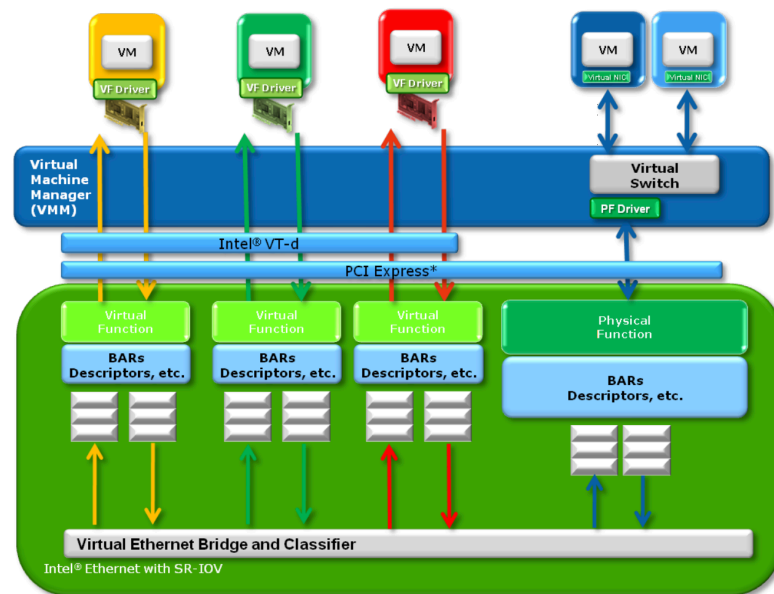 VM
VM
VM
VM
VM
VF Driver
VF Driver
VF Driver
Virtual NIC
Virtual NIC
Virtual
Machine
Manager
(VMM)
Virtual
Switch
PF Driver
Intel® VT-d
PCI Express*
Virtual
Function
Virtual
Function
Virtual
Function
Physical
Function
BARs
Descriptors, etc.
BARs
Descriptors, etc.
BARs
Descriptors, etc.
BARs
Descriptors, etc.
Virtual Ethernet Bridge and Classifier
Intel® Ethernet with SR-IOV